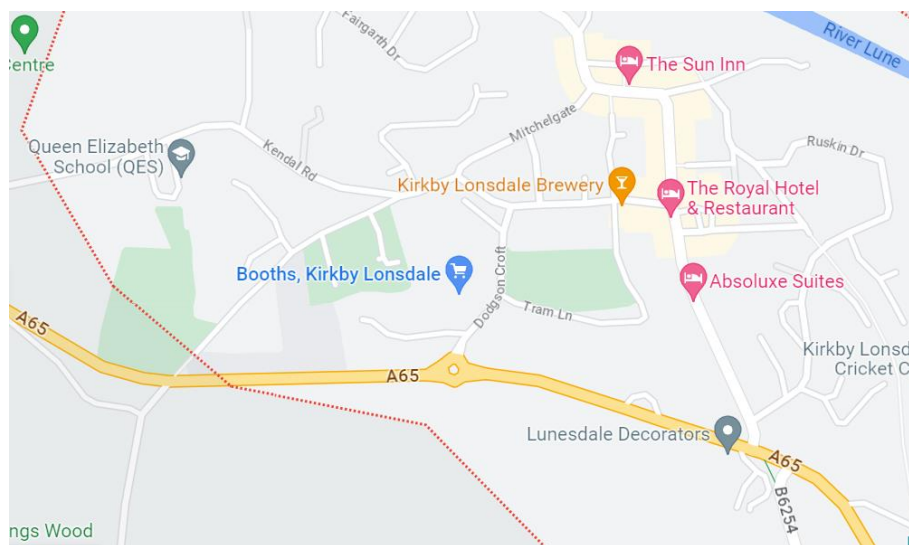 Fairgarth Dr
River Lune
Centre
The Sun Inn
Mitchelgate
Queen Elizabeth
School (QES)
Kendal Rd
Ruskin Dr
Kirkby Lonsdale Brewery
The Royal Hotel
& Restaurant
Booths, Kirkby Lonsdale
Dodgson Croft
Absoluxe Suites
Tram Ln
A65
Kirkby Lonsd
Cricket C
A65
Lunesdale Decorators
A65
B6254
ngs Wood